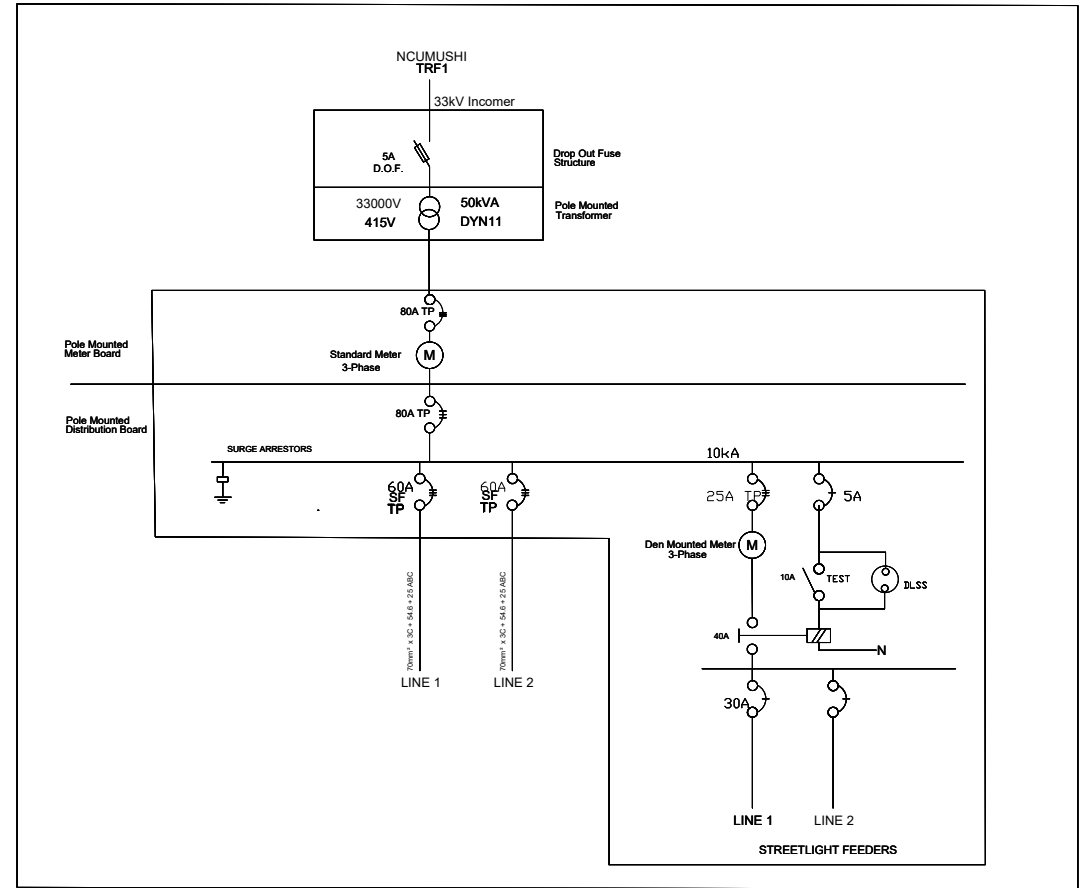 NCUMUSHI
TRF1
33kV Incomer
5A
D.O.F.
Drop Out Fuse
Structure
33000V
415V
50kVA
DYN11
Pole Mounted
Transformer
80A TP
Pole Mounted
Meter Board
Standard Meter
3-Phase
M
80A TP
Pole Mounted
Distribution Board
SURGE ARRESTORS
10kA
60A
SF
TP
60A
SF
TP
25A TP
5A
Den Mounted Meter
3-Phase
M
10A
TEST
DLSS
40A
N
70mm² x 3C + 54.6 + 25 ABC
70mm² x 3C + 54.6 + 25 ABC
LINE 1
LINE 2
30A
LINE 1
LINE 2
STREETLIGHT FEEDERS